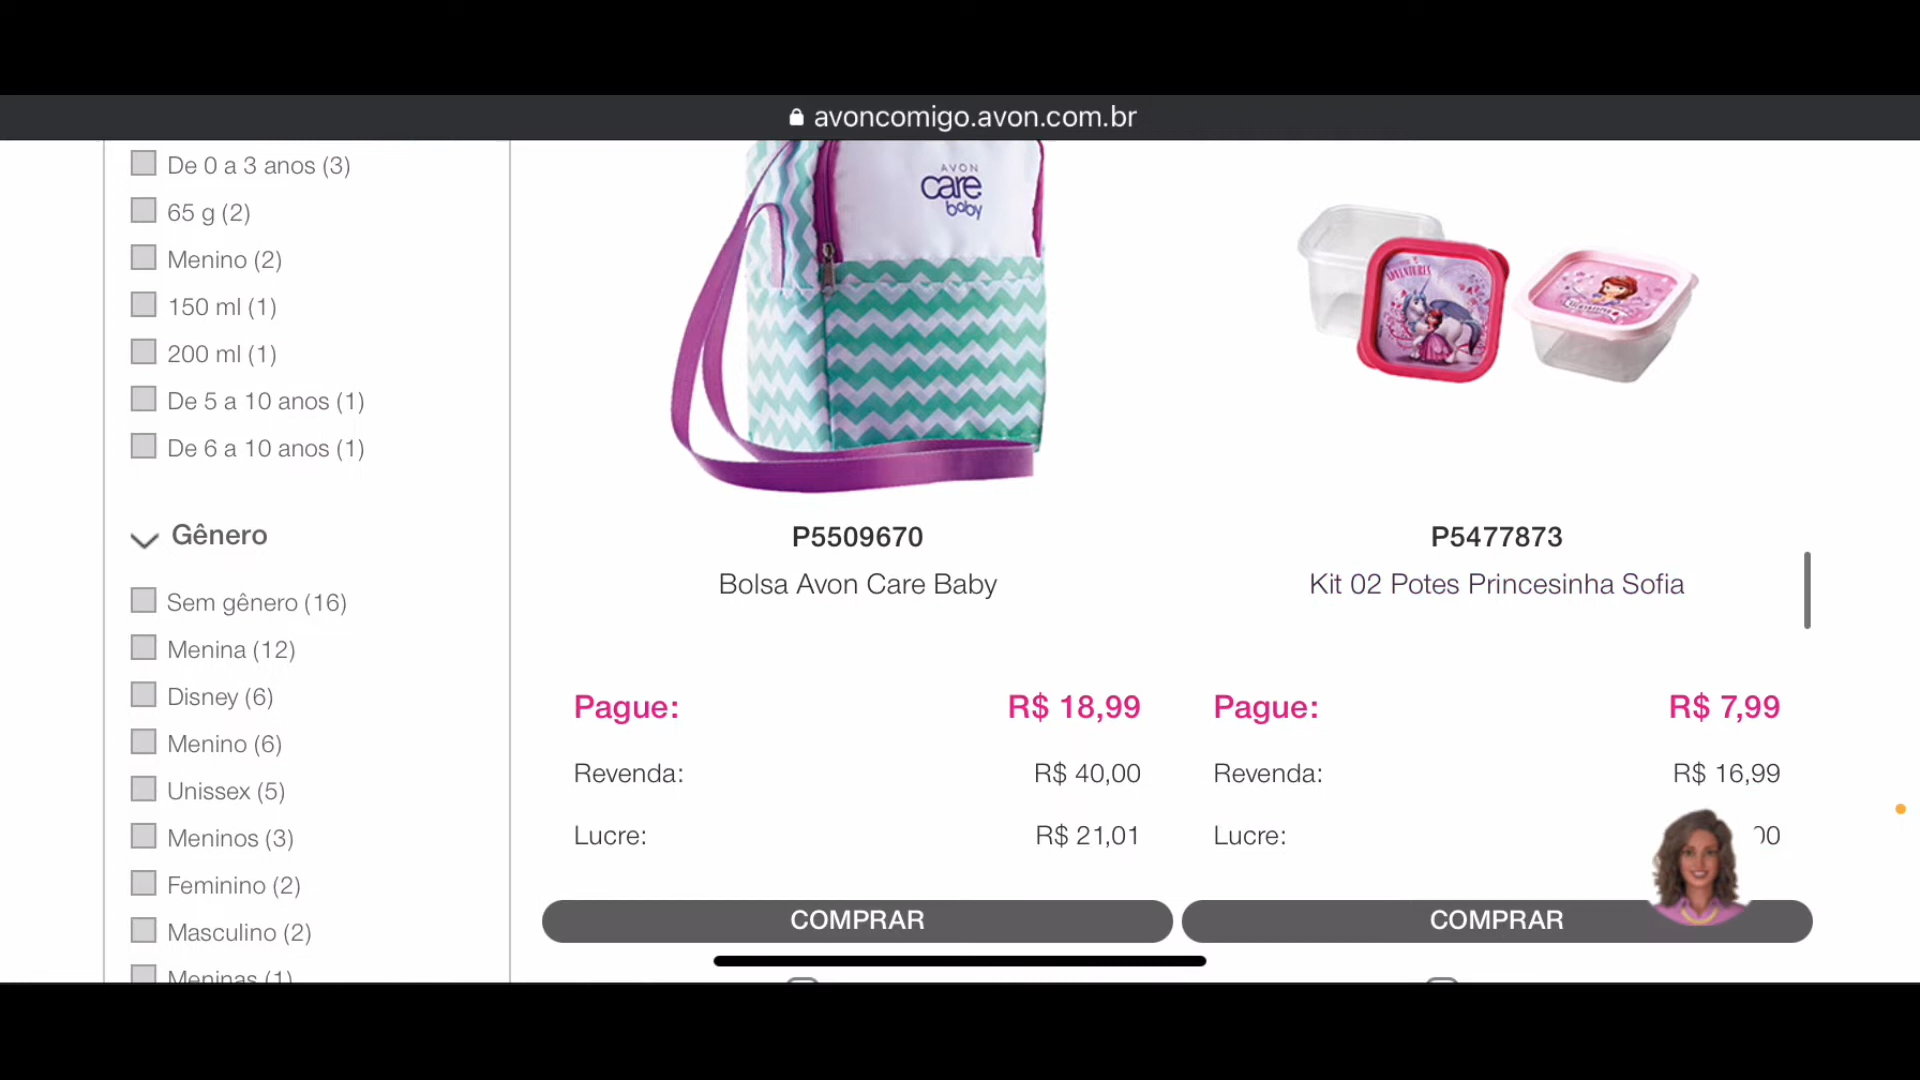 avoncomigo.avon.com.br
De 0 a 3 anos (3)
65 g (2)
Menino (2)
150 ml (1)
200 ml (1)
De 5 a 10 anos (1)
De 6 a 10 anos (1)
Gênero
Sem gênero (16)
Menina (12)
Disney (6)
Menino (6)
Unissex (5)
Meninos (3)
Feminino (2)
Masculino (2)
Meninas (1)
AVON
care
baby
P5509670
Bolsa Avon Care Baby
Pague: R$ 18,99
Revenda: R$ 40,00
Lucre: R$ 21,01
COMPRAR
P5477873
Kit 02 Potes Princesinha Sofia
Pague: R$ 7,99
Revenda: R$ 16,99
Lucre: 00
COMPRAR